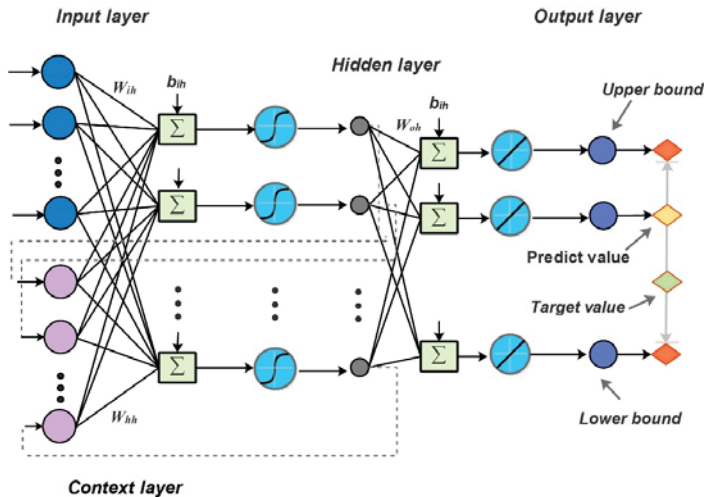 Input layer
Output layer
Hidden layer
W_ih
b_ih
W_oh
b_ih
Upper bound
Σ
Σ
Σ
Σ
Predict value
Target value
Σ
Σ
W_hh
Lower bound
Context layer